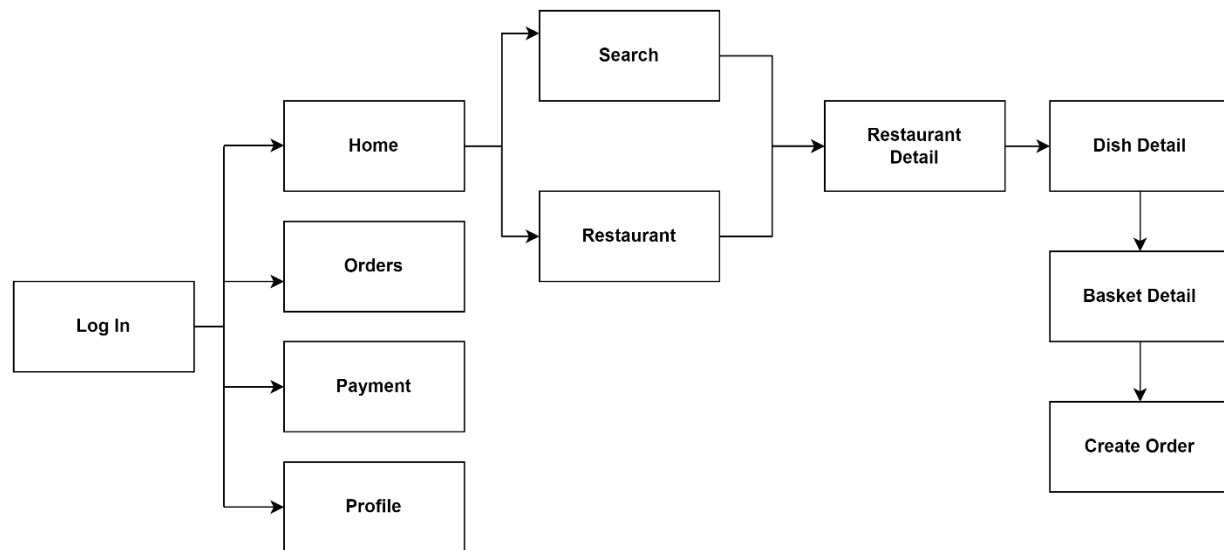 Search
Home
Restaurant
Detail
Dish Detail
Restaurant
Orders
Basket Detail
Log In
Payment
Create Order
Profile